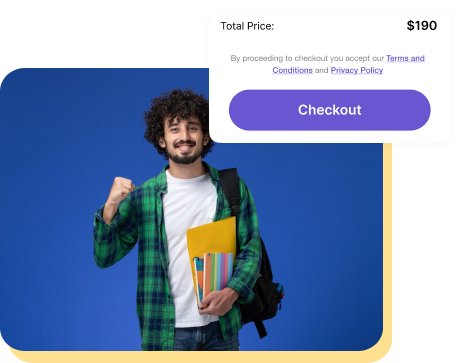 Total Price: $190
By proceeding to checkout you accept our Terms and
Conditions and Privacy Policy
Checkout